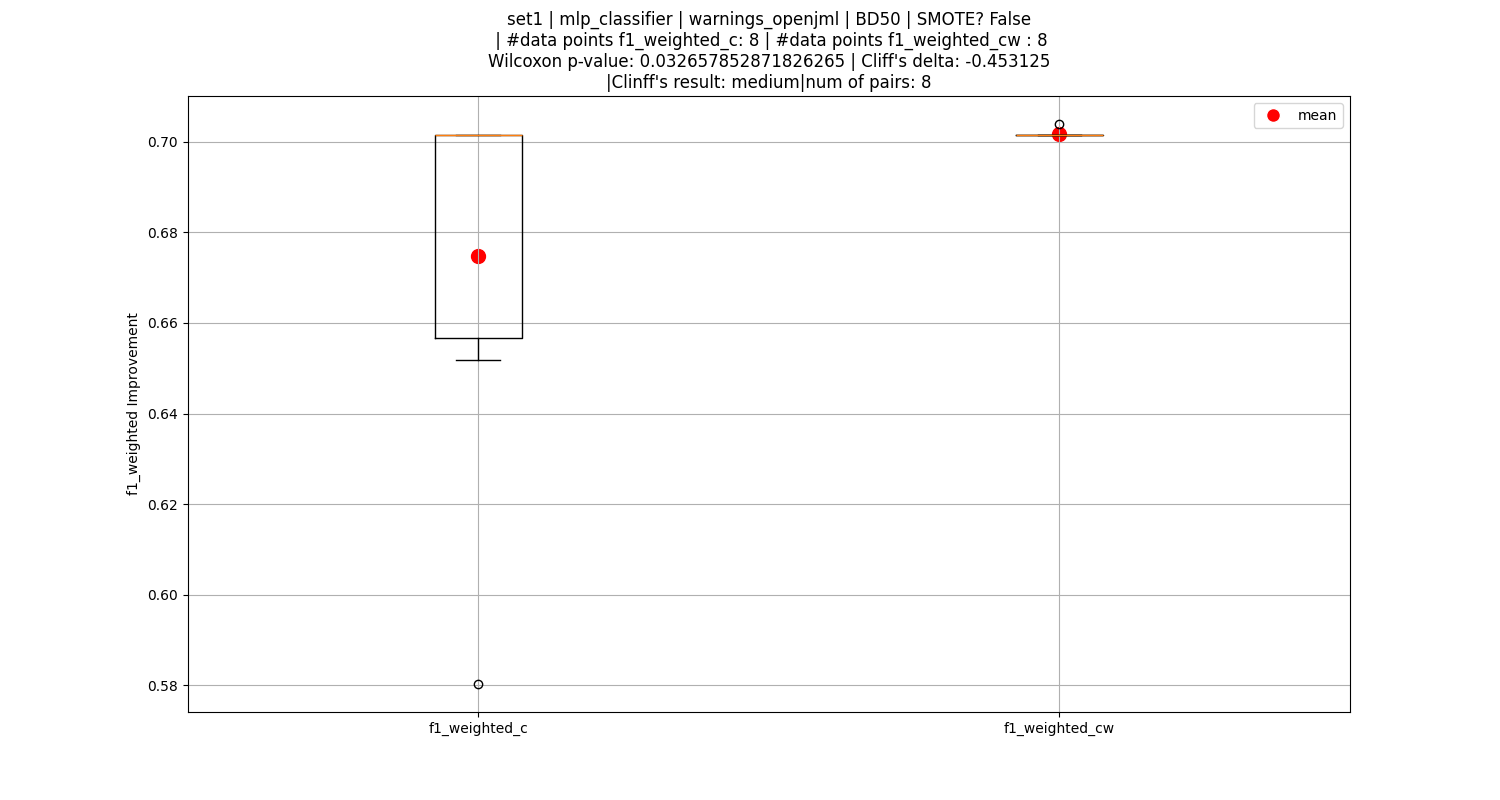 set1 | mlp_classifier | warnings_openjml | BD50 | SMOTE? False
| #data points f1_weighted_c: 8 | #data points f1_weighted_cw : 8
Wilcoxon p-value: 0.032657852871826265 | Cliff's delta: -0.453125
|Clinff's result: medium|num of pairs: 8
mean
0.70
0.68
0.66
0.64
0.62
0.60
0.58
f1_weighted Improvement
f1_weighted_c
f1_weighted_cw